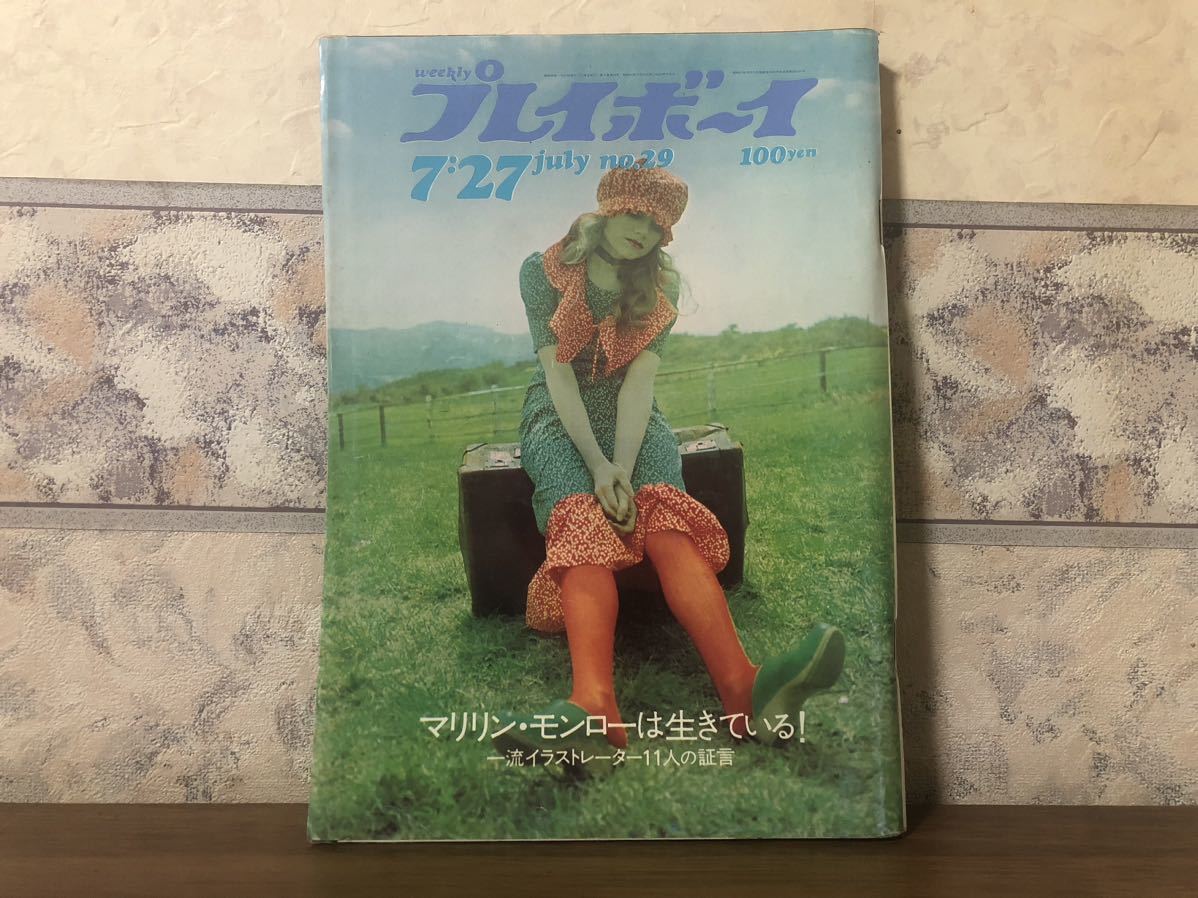 weekly
プレイボーイ
7・27 july no.29 100yen
マリリン・モンローは生きている!
一流イラストレーター11人の証言